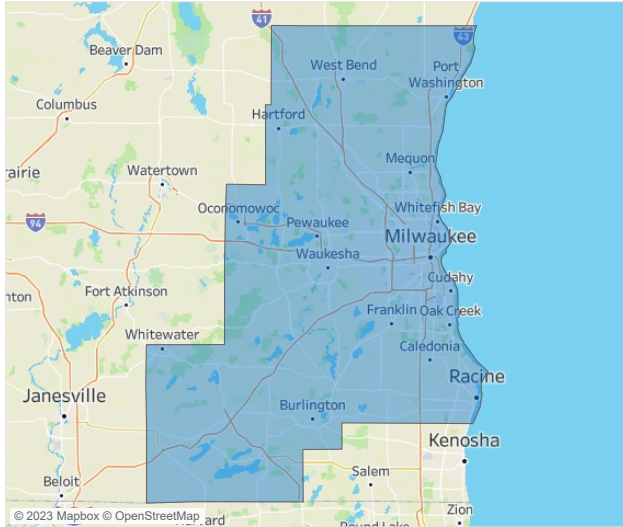 41
43
Beaver Dam
West Bend
Port
Washington
Columbus
Hartford
rairie
Mequon
Watertown
Oconomowoc
Whitefish Bay
94
Pewaukee
Milwaukee
Waukesha
Cudahy
nton
Fort Atkinson
Franklin
Oak Creek
Whitewater
Caledonia
Janesville
Racine
Burlington
Kenosha
Salem
Beloit
Zion
© 2023 Mapbox © OpenStreetMap